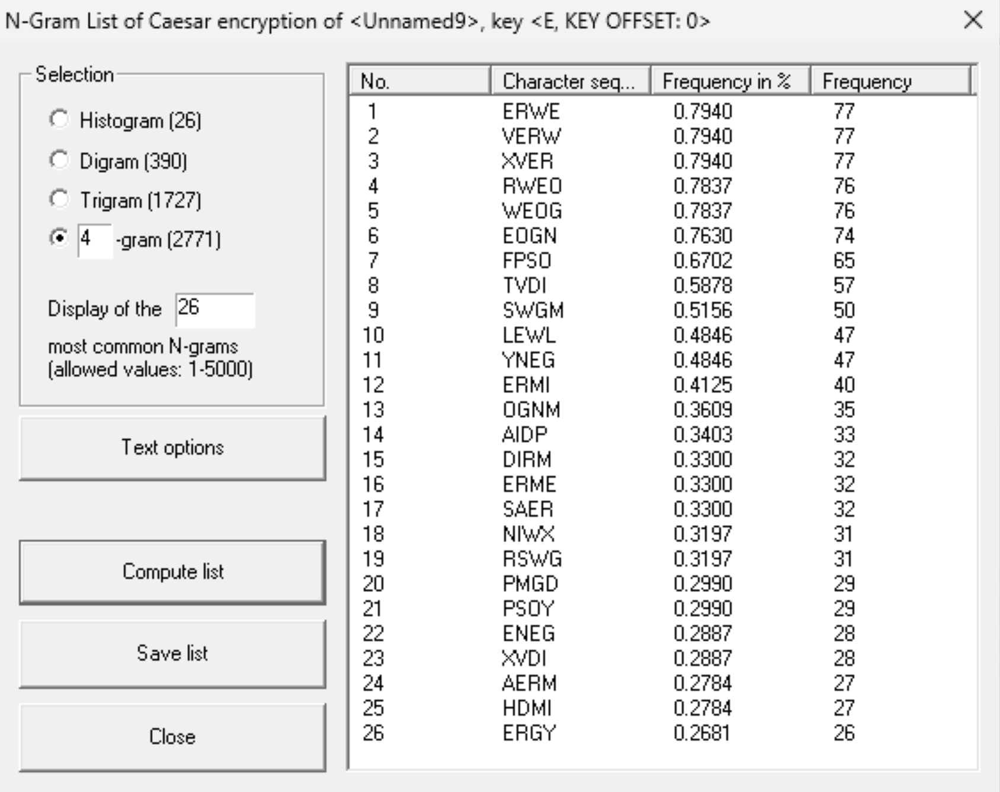 N-Gram List of Caesar encryption of <Unnamed9>, key <E, KEY OFFSET: 0>
Selection
Histogram (26)
Digram (390)
Trigram (1727)
4 -gram (2771)
Display of the 26
most common N-grams
(allowed values: 1-5000)
Text options
Compute list
Save list
Close
No. Character seq... Frequency in % Frequency
1 ERWE 0.7940 77
2 VERW 0.7940 77
3 XVER 0.7940 77
4 RWEO 0.7837 76
5 WEOG 0.7837 76
6 EOGN 0.7630 74
7 FPSO 0.6702 65
8 TVDI 0.5878 57
9 SWGM 0.5156 50
10 LEWL 0.4846 47
11 YNEG 0.4846 47
12 ERMI 0.4125 40
13 OGNM 0.3609 35
14 AIDP 0.3403 33
15 DIRM 0.3300 32
16 ERME 0.3300 32
17 SAER 0.3300 32
18 NIWX 0.3197 31
19 RSWG 0.3197 31
20 PMGD 0.2990 29
21 PSOY 0.2990 29
22 ENEG 0.2887 28
23 XVDI 0.2887 28
24 AERM 0.2784 27
25 HDMI 0.2784 27
26 ERGY 0.2681 26